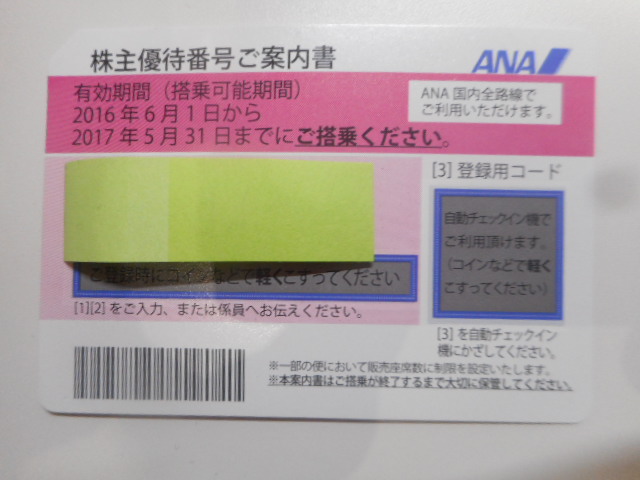 株主優待番号ご案内書
ANA
有効期間（搭乗可能期間）
2016年6月1日から
2017年5月31日までにご搭乗ください。
ANA 国内全路線で
ご利用いただけます。
[3] 登録用コード
自動チェックイン機で
ご利用頂けます。
（コインなどで軽く
こすってください）
ご登録時にコインなどで軽くこすってください
[1][2] をご入力、または係員へお伝えください。
[3] を自動チェックイン
機にかざしてください。
※一部の便において販売座席数に制限を設定いたします。
※本案内書はご搭乗が終了するまで大切に保管してください。